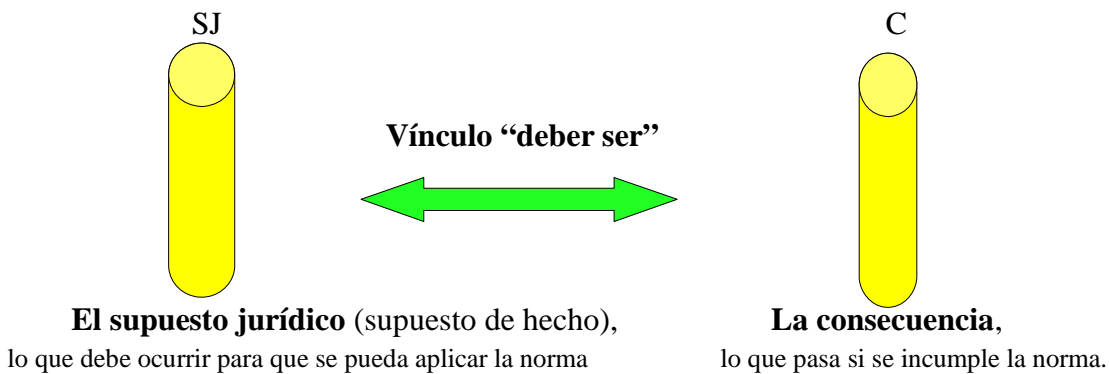 SJ
C
Vínculo “deber ser”
El supuesto jurídico (supuesto de hecho),
lo que debe ocurrir para que se pueda aplicar la norma
La consecuencia,
lo que pasa si se incumple la norma.